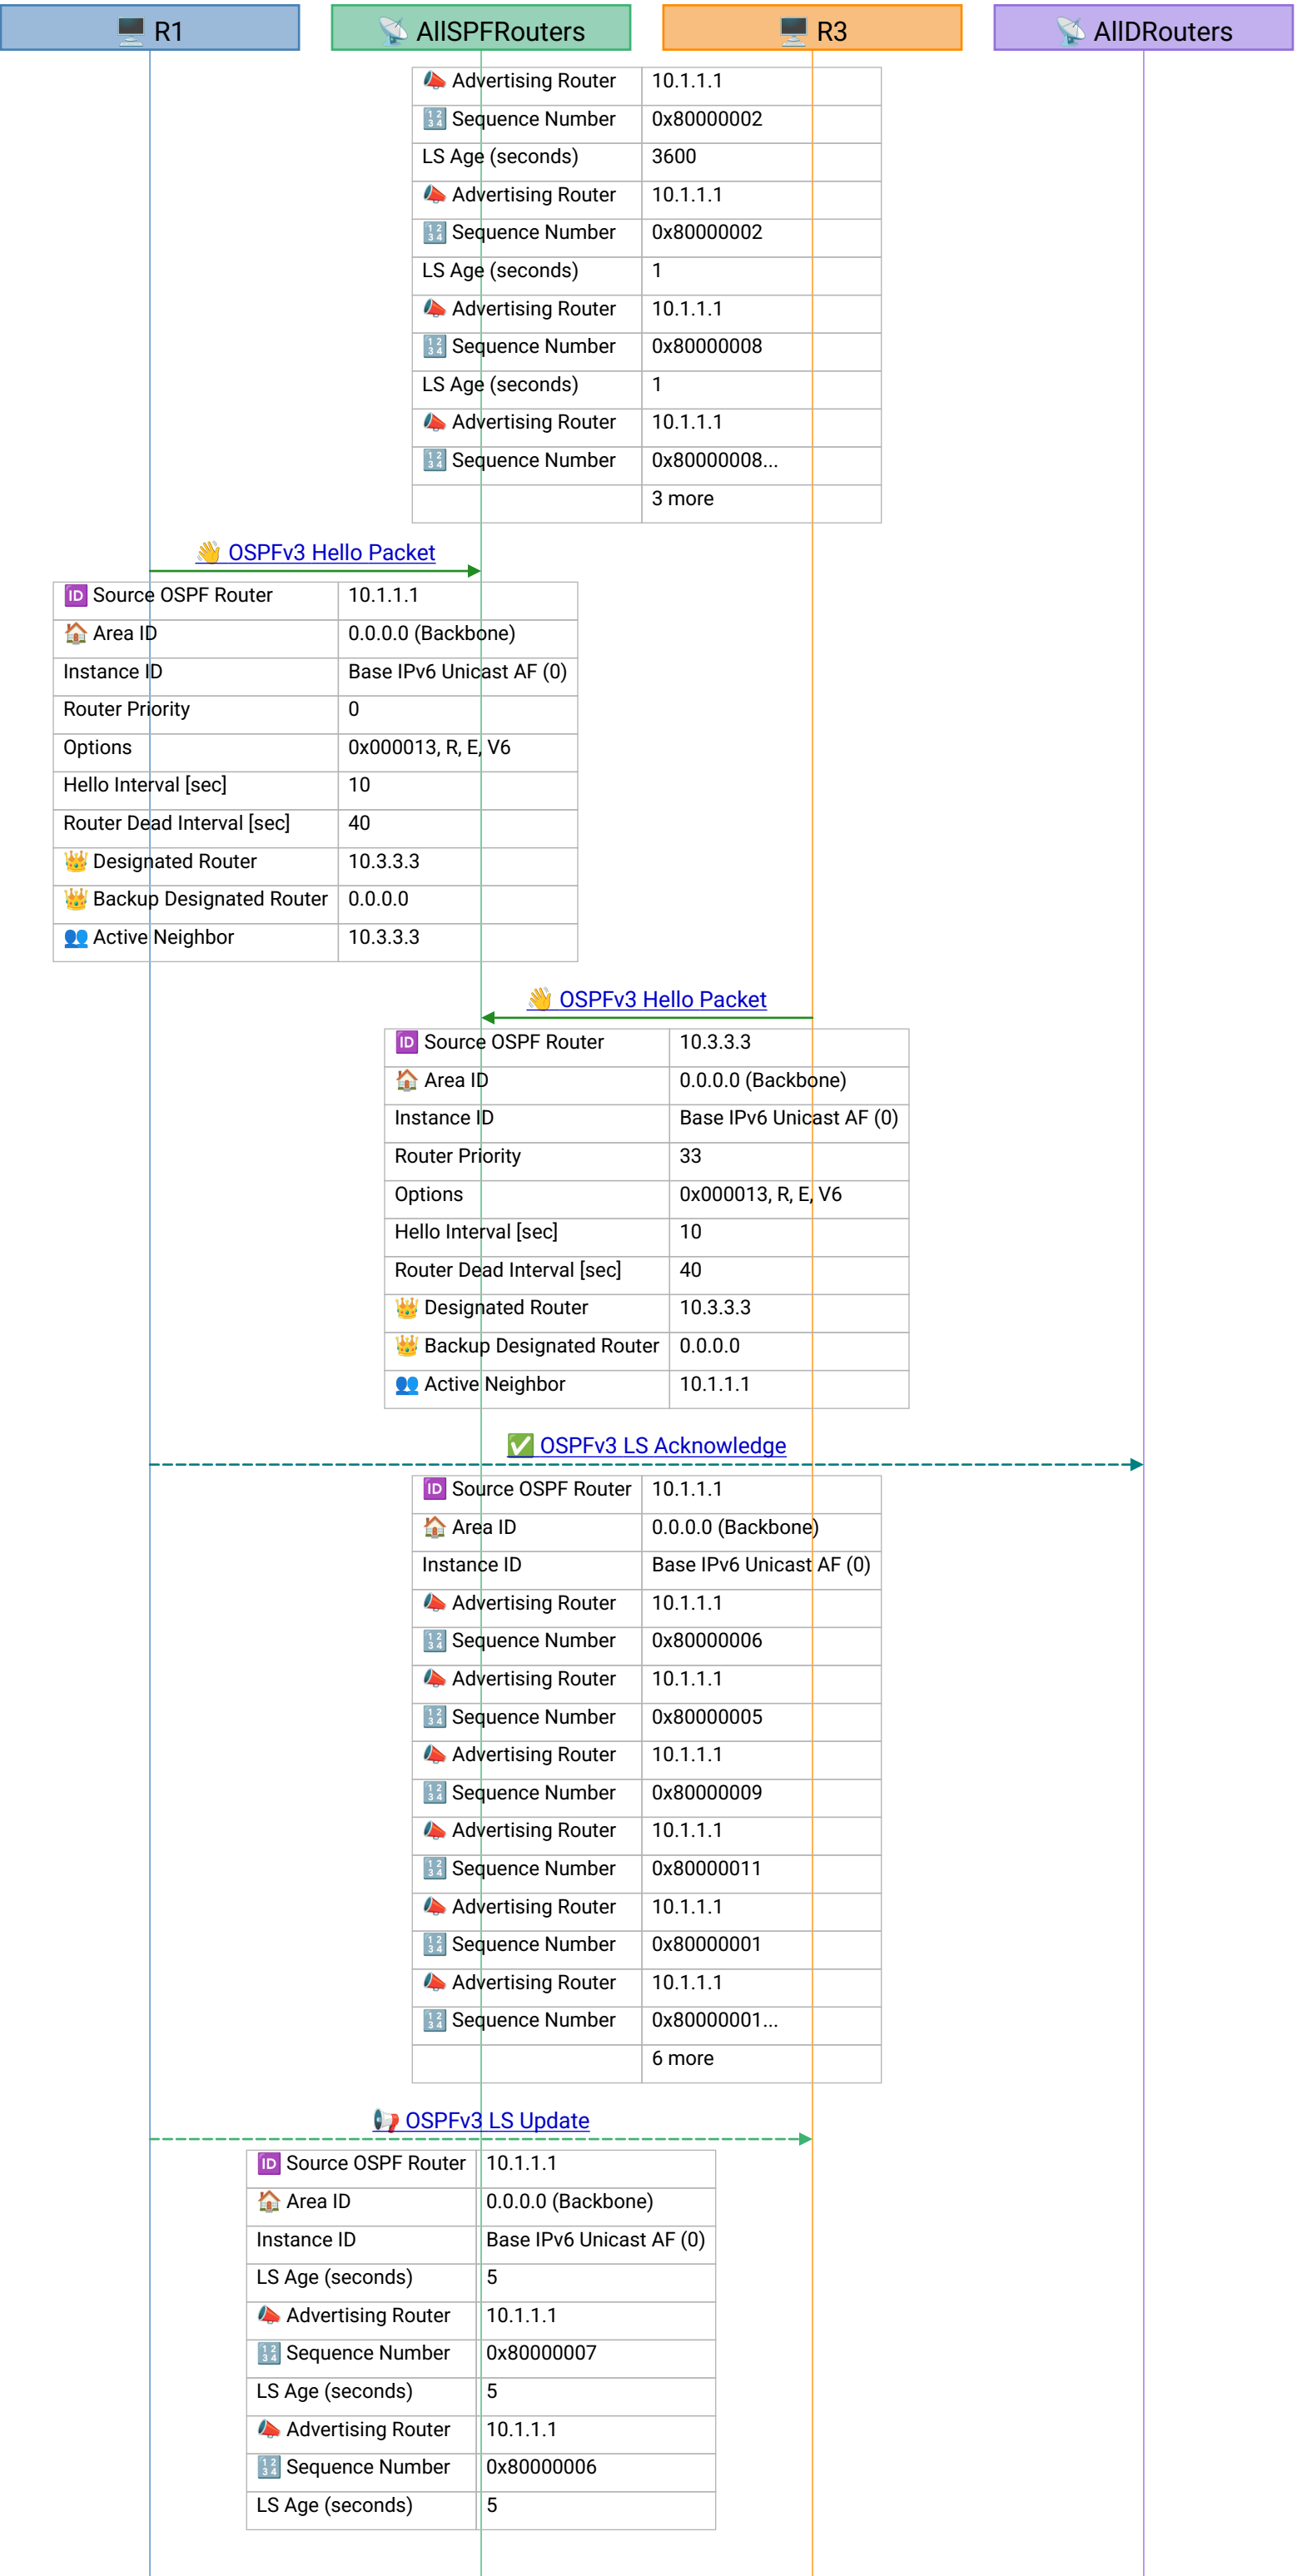 R1
AllSPFRouters
R3
AllDRouters
Advertising Router 10.1.1.1
Sequence Number 0x80000002
LS Age (seconds) 3600
Advertising Router 10.1.1.1
Sequence Number 0x80000002
LS Age (seconds) 1
Advertising Router 10.1.1.1
Sequence Number 0x80000008
LS Age (seconds) 1
Advertising Router 10.1.1.1
Sequence Number 0x80000008...
3 more
OSPFv3 Hello Packet
Source OSPF Router 10.1.1.1
Area ID 0.0.0.0 (Backbone)
Instance ID Base IPv6 Unicast AF (0)
Router Priority 0
Options 0x000013, R, E, V6
Hello Interval [sec] 10
Router Dead Interval [sec] 40
Designated Router 10.3.3.3
Backup Designated Router 0.0.0.0
Active Neighbor 10.3.3.3
OSPFv3 Hello Packet
Source OSPF Router 10.3.3.3
Area ID 0.0.0.0 (Backbone)
Instance ID Base IPv6 Unicast AF (0)
Router Priority 33
Options 0x000013, R, E, V6
Hello Interval [sec] 10
Router Dead Interval [sec] 40
Designated Router 10.3.3.3
Backup Designated Router 0.0.0.0
Active Neighbor 10.1.1.1
OSPFv3 LS Acknowledge
Source OSPF Router 10.1.1.1
Area ID 0.0.0.0 (Backbone)
Instance ID Base IPv6 Unicast AF (0)
Advertising Router 10.1.1.1
Sequence Number 0x80000006
Advertising Router 10.1.1.1
Sequence Number 0x80000005
Advertising Router 10.1.1.1
Sequence Number 0x80000009
Advertising Router 10.1.1.1
Sequence Number 0x80000011
Advertising Router 10.1.1.1
Sequence Number 0x80000001
Advertising Router 10.1.1.1
Sequence Number 0x80000001...
6 more
OSPFv3 LS Update
Source OSPF Router 10.1.1.1
Area ID 0.0.0.0 (Backbone)
Instance ID Base IPv6 Unicast AF (0)
LS Age (seconds) 5
Advertising Router 10.1.1.1
Sequence Number 0x80000007
LS Age (seconds) 5
Advertising Router 10.1.1.1
Sequence Number 0x80000006
LS Age (seconds) 5